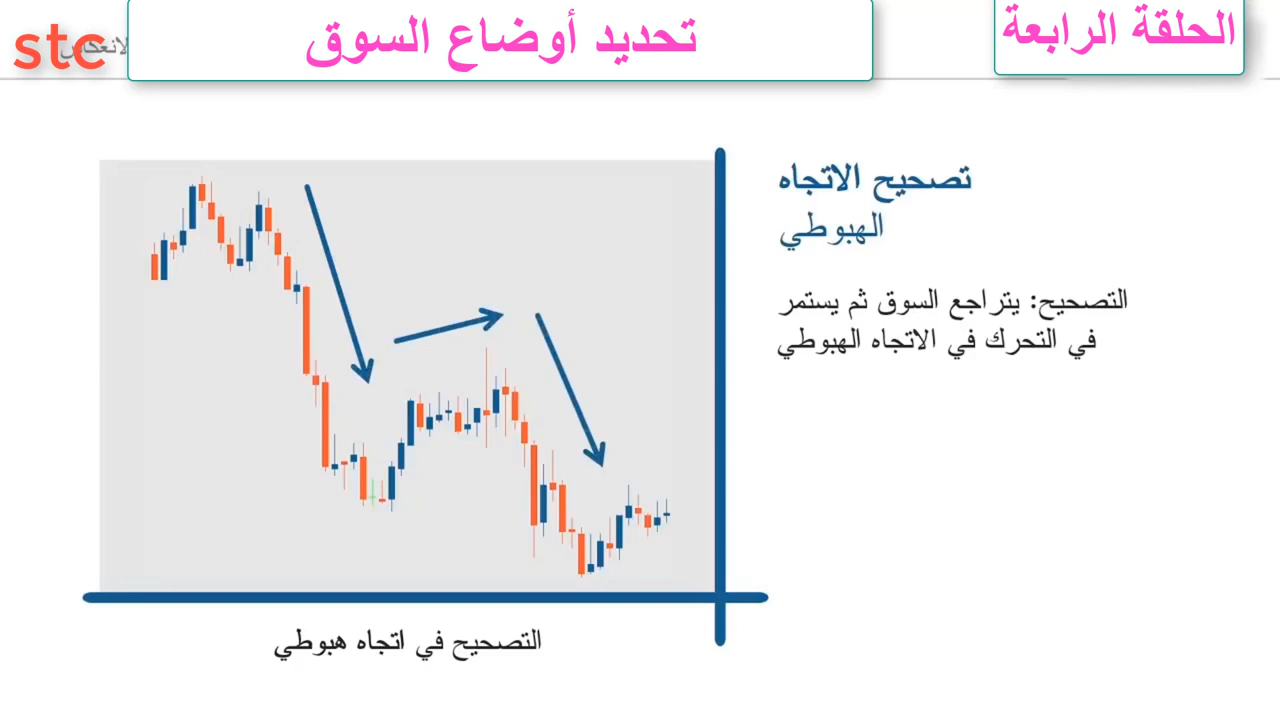 الحلقة الرابعة
تحديد أوضاع السوق
stc
تصحيح الاتجاه
الهبوطي
التصحيح: يتراجع السوق ثم يستمر
في التحرك في الاتجاه الهبوطي
التصحيح في اتجاه هبوطي